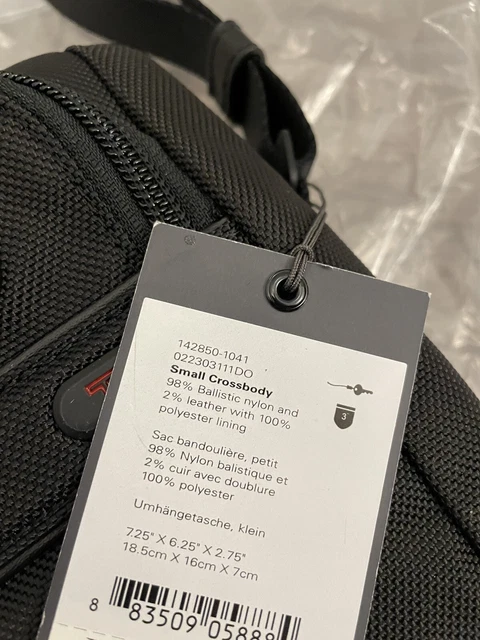 142850-1041
022303111DO
Small Crossbody
98% Ballistic nylon and
2% leather with 100%
polyester lining
3
Sac bandoulière, petit
98% Nylon balistique et
2% cuir avec doublure
100% polyester
Umhängetasche, klein
7.25" X 6.25" X 2.75"
18.5cm X 16cm X 7cm
8 83509 05888